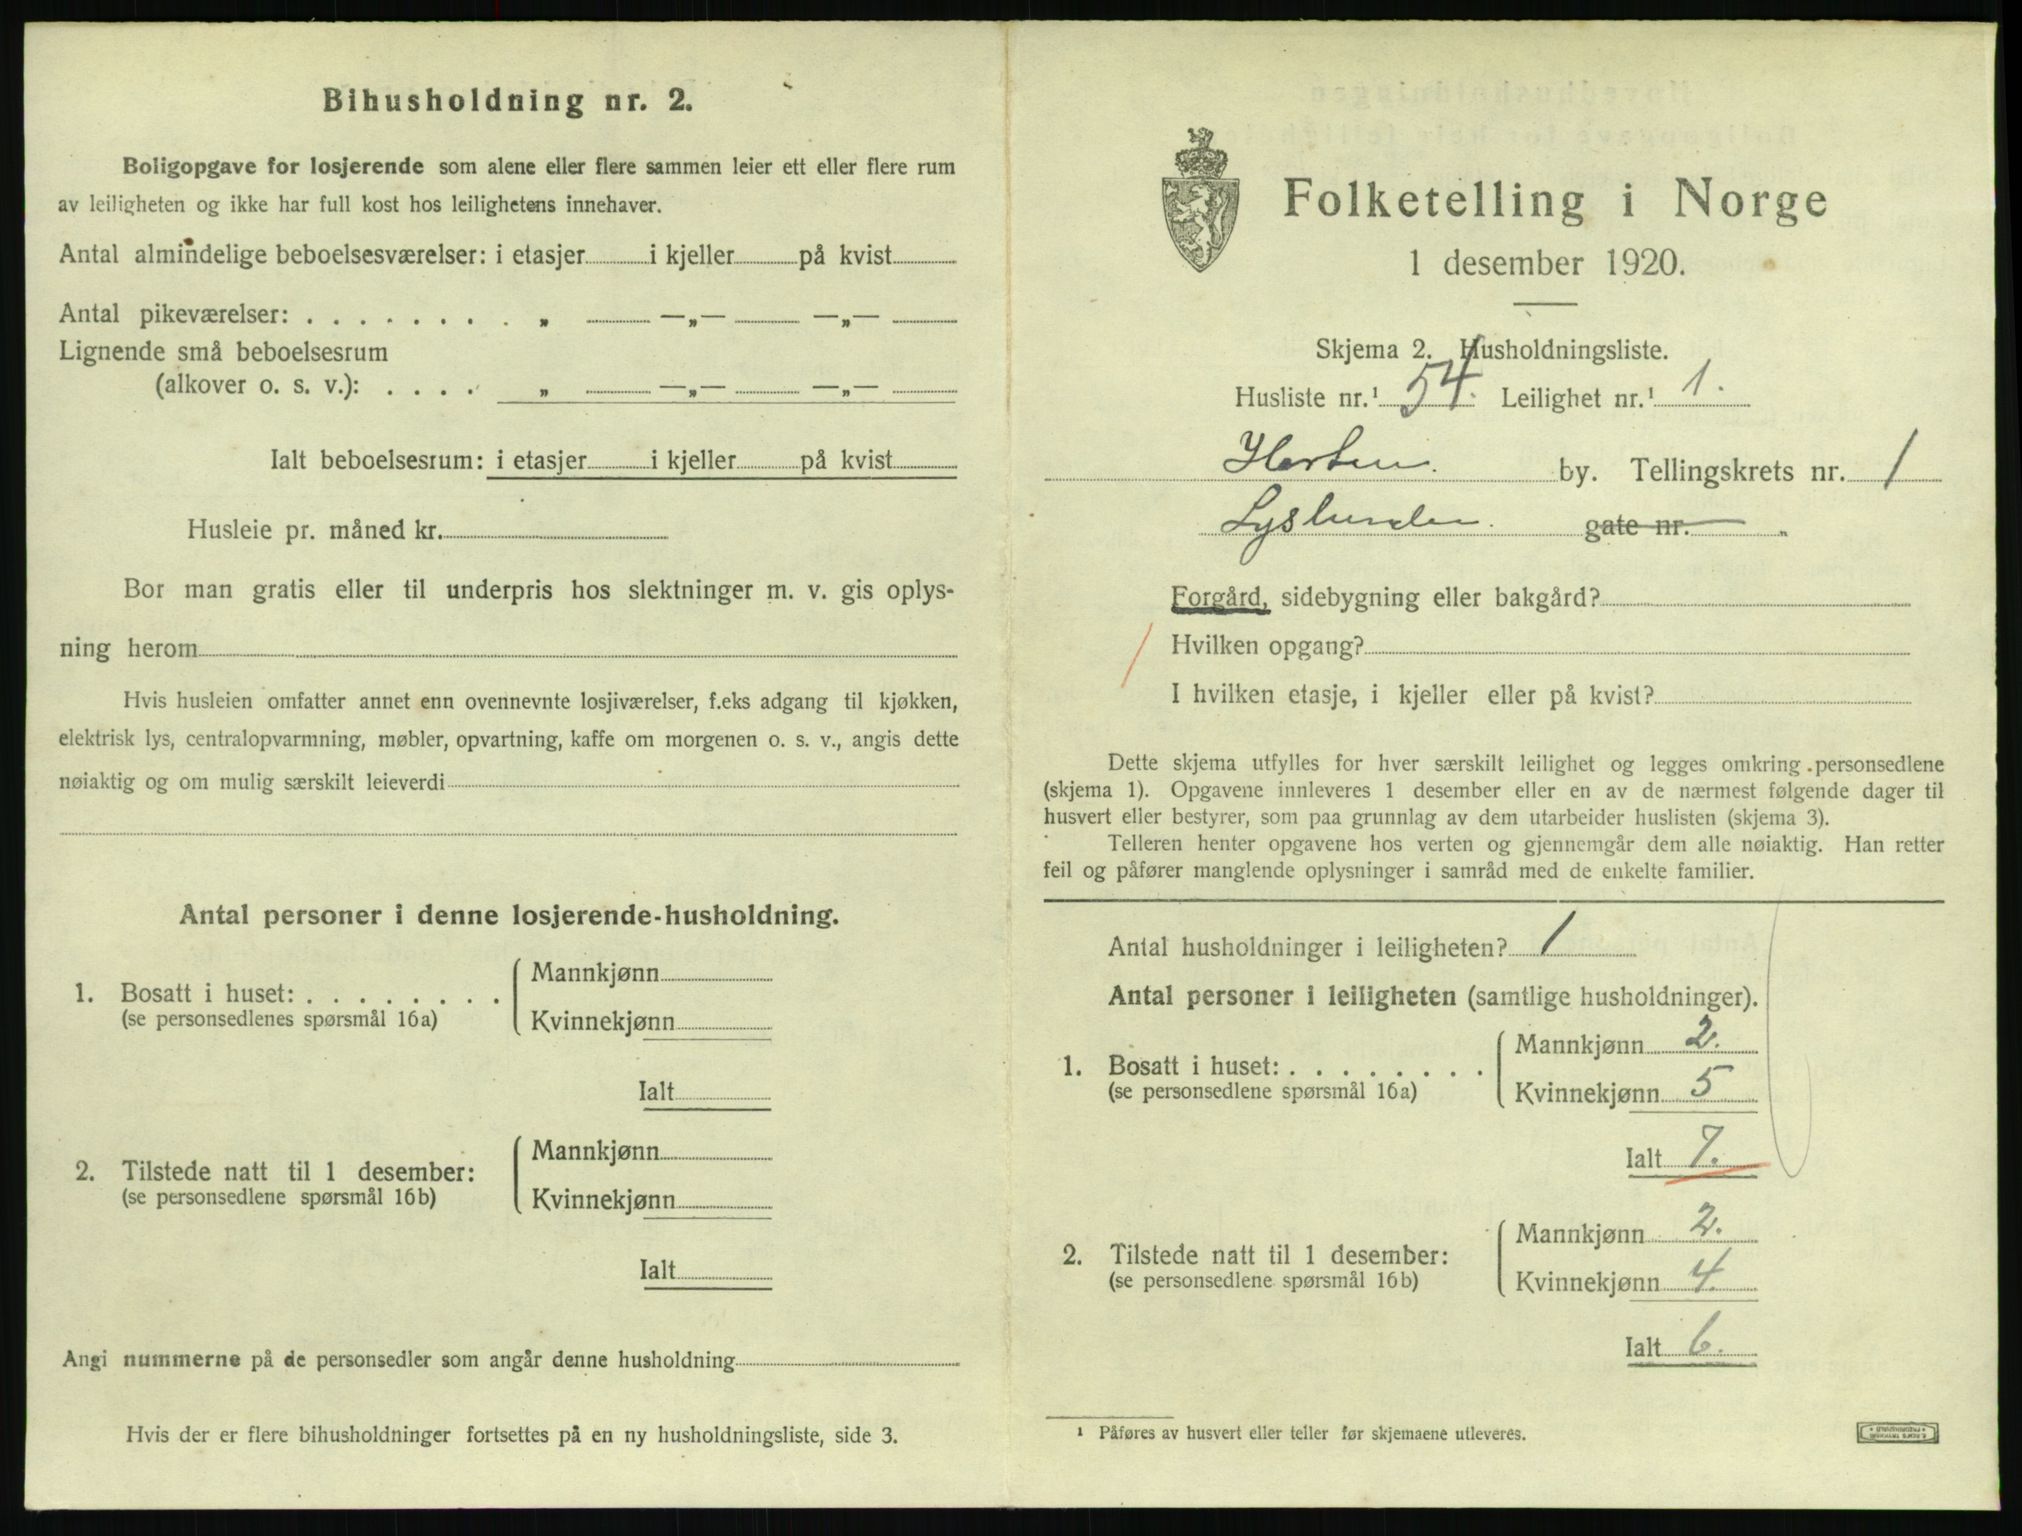 Bihusholdning nr. 2.
Boligopgave for losjerende som alene eller flere sammen leier ett eller flere rum
av leiligheten og ikke har full kost hos leilighetens innehaver.
Antal almindelige beboelsesværelser: i etasjer i kjeller på kvist
Antal pikeværelser: . . . . . . . . „ —„— —„—
Lignende små beboelsesrum
(alkover o. s. v.): . . . . „ —„— —„—
Ialt beboelsesrum: i etasjer i kjeller på kvist
Husleie pr. måned kr.
Bor man gratis eller til underpris hos slektninger m. v. gis oplys-
ning herom
Hvis husleien omfatter annet enn ovennevnte losjiværelser, f.eks adgang til kjøkken,
elektrisk lys, centralopvarmning, møbler, opvartning, kaffe om morgenen o. s. v., angis dette
nøiaktig og om mulig særskilt leieverdi
Antal personer i denne losjerende-husholdning.
1. Bosatt i huset: . . . . . . . . Mannkjønn
(se personsedlenes spørsmål 16a) Kvinnekjønn
Ialt
2. Tilstede natt til 1 desember: Mannkjønn
(se personsedlene spørsmål 16b) Kvinnekjønn
Ialt
Angi nummerne på de personsedler som angår denne husholdning
Hvis der er flere bihusholdninger fortsettes på en ny husholdningsliste, side 3.
Folketelling i Norge
1 desember 1920.
Skjema 2. Husholdningsliste.
Husliste nr.¹ 54. Leilighet nr.¹ 1.
Horten. by. Tellingskrets nr. 1
Lyslunden. gate nr. „
Forgård, sidebygning eller bakgård?
Hvilken opgang?
I hvilken etasje, i kjeller eller på kvist?
Dette skjema utfylles for hver særskilt leilighet og legges omkring personsedlene
(skjema 1). Opgavene innleveres 1 desember eller en av de nærmest følgende dager til
husvert eller bestyrer, som paa grunnlag av dem utarbeider huslisten (skjema 3).
Telleren henter opgavene hos verten og gjennemgår dem alle nøiaktig. Han retter
feil og påfører manglende oplysninger i samråd med de enkelte familier.
Antal husholdninger i leiligheten? 1
Antal personer i leiligheten (samtlige husholdninger).
1. Bosatt i huset: . . . . . . . . Mannkjønn 2.
(se personsedlene spørsmål 16a) Kvinnekjønn 5
Ialt 7.
2. Tilstede natt til 1 desember: Mannkjønn 2.
(se personsedlene spørsmål 16b) Kvinnekjønn 4.
Ialt 6.
¹ Påføres av husvert eller teller før skjemaene utleveres.